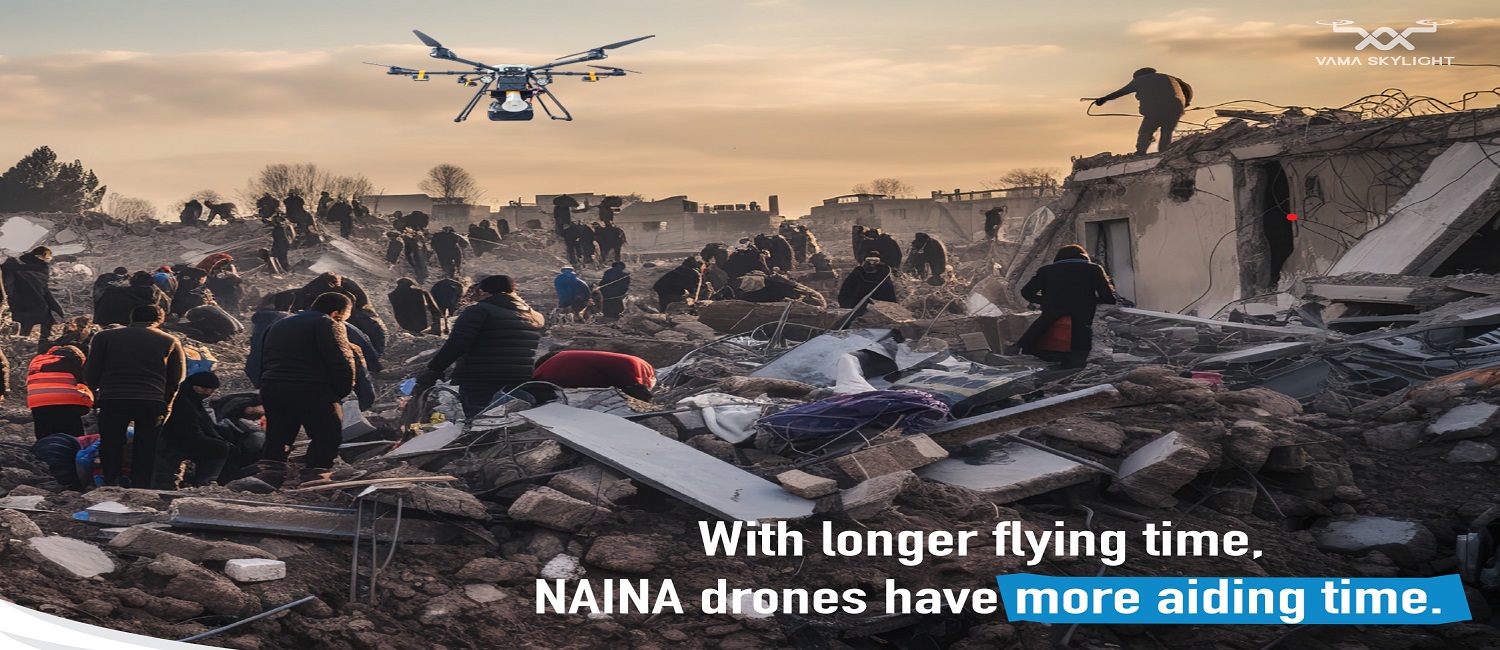 VAMA SKYLIGHT
With longer flying time,
NAINA drones have more aiding time.